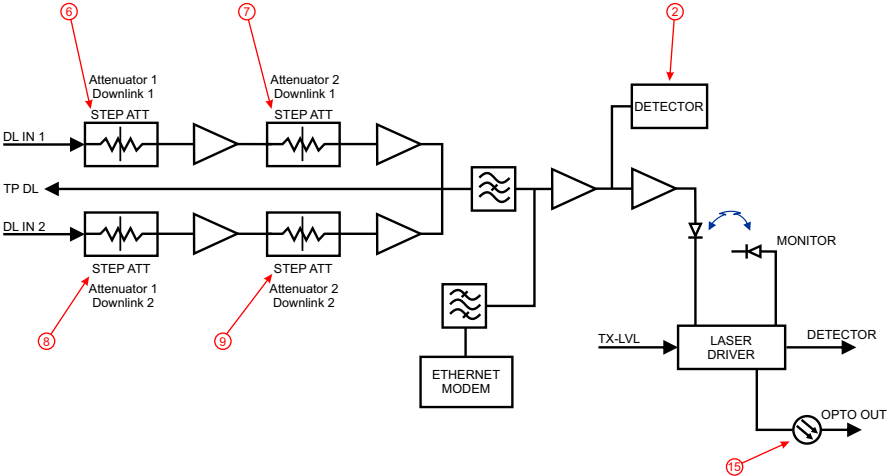 6
7
2
Attenuator 1
Downlink 1
Attenuator 2
Downlink 1
STEP ATT
STEP ATT
DETECTOR
DL IN 1
TP DL
DL IN 2
STEP ATT
STEP ATT
Attenuator 1
Downlink 2
Attenuator 2
Downlink 2
MONITOR
8
9
TX-LVL
LASER
DRIVER
DETECTOR
ETHERNET
MODEM
OPTO OUT
15